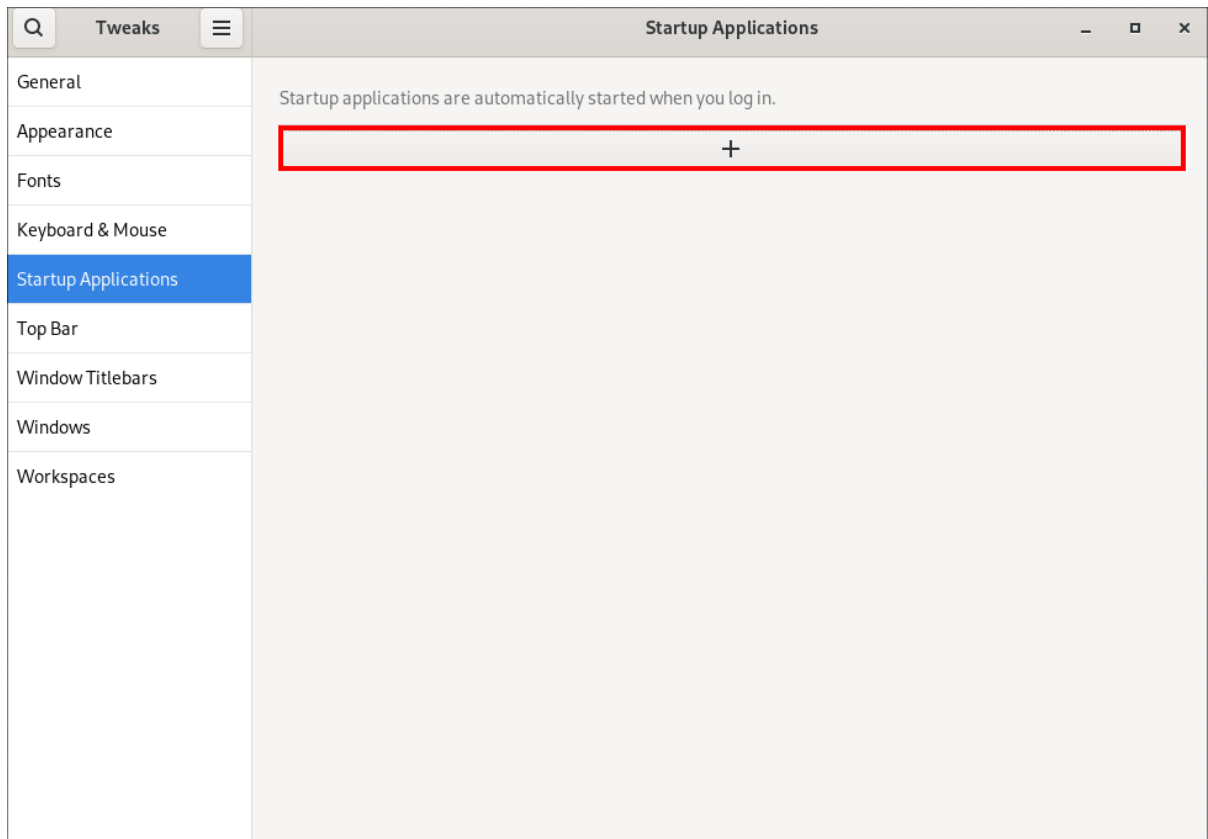 Tweaks
Startup Applications
General
Appearance
Fonts
Keyboard & Mouse
Startup Applications
Top Bar
Window Titlebars
Windows
Workspaces
Startup applications are automatically started when you log in.
+